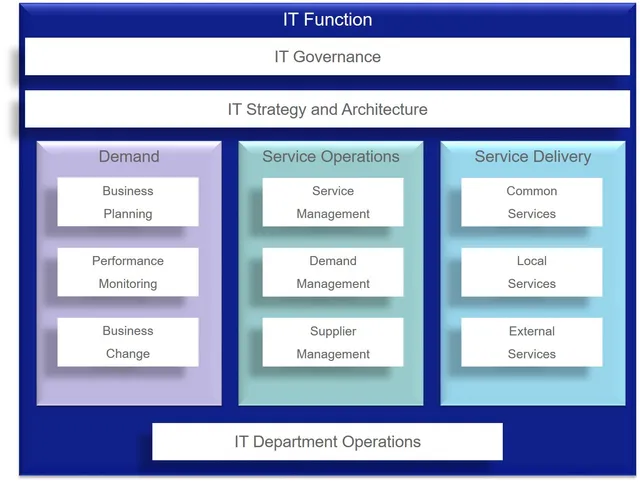 IT Function
IT Governance
IT Strategy and Architecture
Demand
Business
Planning
Performance
Monitoring
Business
Change
Service Operations
Service
Management
Demand
Management
Supplier
Management
Service Delivery
Common
Services
Local
Services
External
Services
IT Department Operations